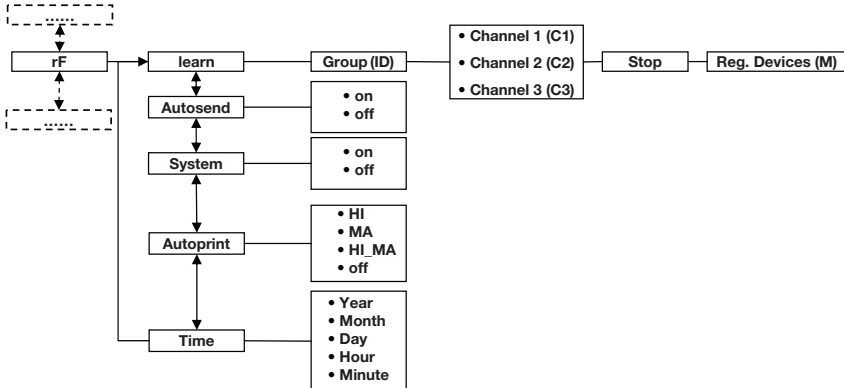 ......
rF
......
learn
Group (ID)
• Channel 1 (C1)
• Channel 2 (C2)
• Channel 3 (C3)
Stop
Reg. Devices (M)
Autosend
• on
• off
System
• on
• off
Autoprint
• HI
• MA
• HI_MA
• off
Time
• Year
• Month
• Day
• Hour
• Minute